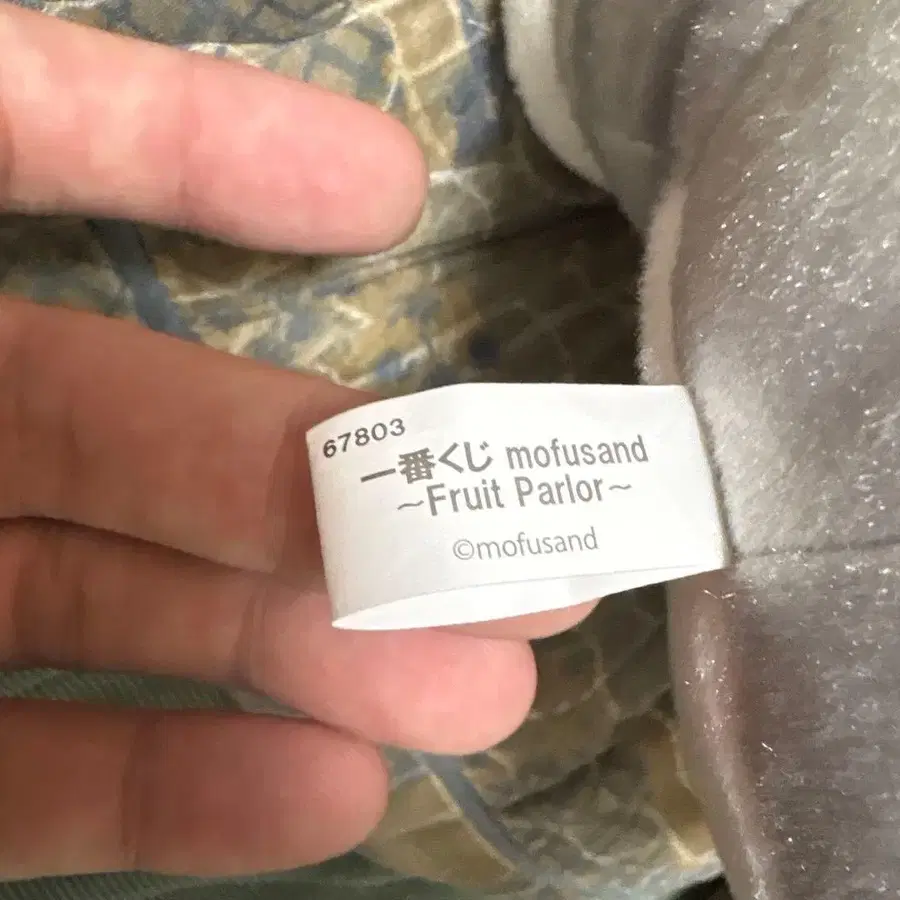 67803
一番くじ mofusand
~Fruit Parlor~
©mofusand